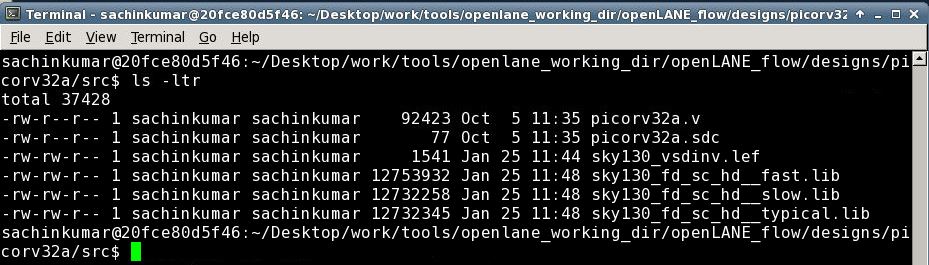 Terminal - sachinkumar@20fce80d5f46: ~/Desktop/work/tools/openlane_working_dir/openLANE_flow/designs/picorv32
File Edit View Terminal Go Help
sachinkumar@20fce80d5f46:~/Desktop/work/tools/openlane_working_dir/openLANE_flow/designs/pi
corv32a/src$ ls -ltr
total 37428
-rw-r--r-- 1 sachinkumar sachinkumar    92423 Oct  5 11:35 picorv32a.v
-rw-r--r-- 1 sachinkumar sachinkumar       77 Oct  5 11:35 picorv32a.sdc
-rw-rw-r-- 1 sachinkumar sachinkumar     1541 Jan 25 11:44 sky130_vsdinv.lef
-rw-rw-r-- 1 sachinkumar sachinkumar 12753932 Jan 25 11:48 sky130_fd_sc_hd__fast.lib
-rw-rw-r-- 1 sachinkumar sachinkumar 12732258 Jan 25 11:48 sky130_fd_sc_hd__slow.lib
-rw-rw-r-- 1 sachinkumar sachinkumar 12732345 Jan 25 11:48 sky130_fd_sc_hd__typical.lib
sachinkumar@20fce80d5f46:~/Desktop/work/tools/openlane_working_dir/openLANE_flow/designs/pi
corv32a/src$